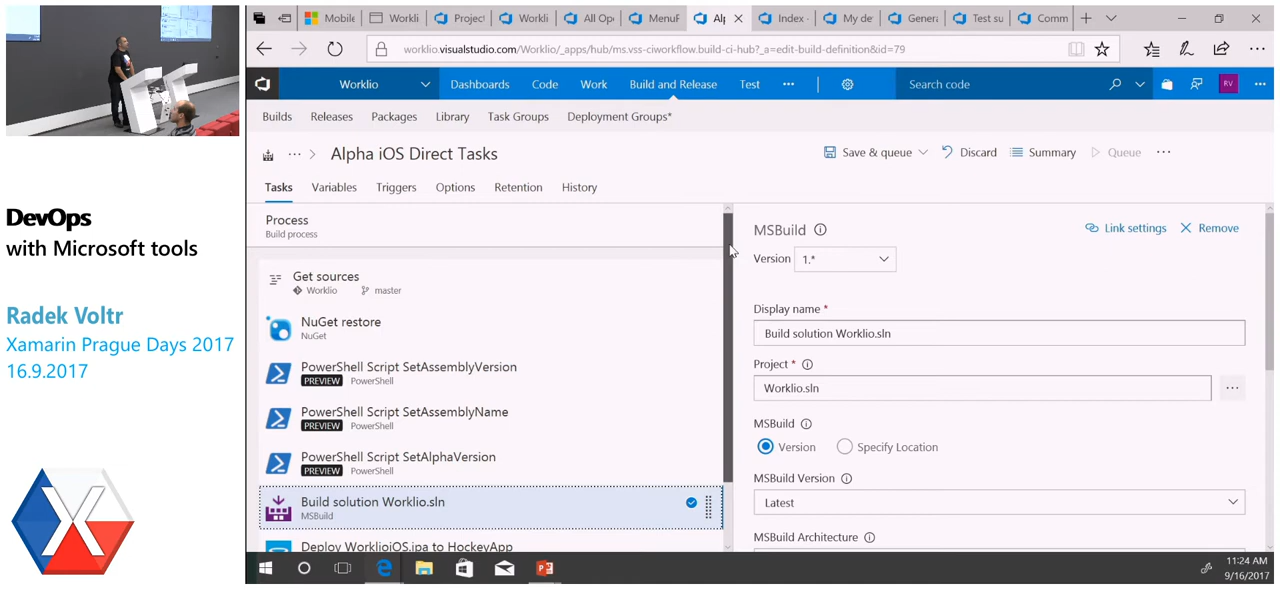 Mobile
Worklio
Project
Worklio
All Ope
MenuP
Alp
Index -
My de
Genera
Test su
Comm
worklio.visualstudio.com/Worklio/_apps/hub/ms.vss-ciworkflow.build-ci-hub?_a=edit-build-definition&id=79
Worklio
Dashboards
Code
Work
Build and Release
Test
Search code
RV
Builds
Releases
Packages
Library
Task Groups
Deployment Groups*
Alpha iOS Direct Tasks
Save & queue
Discard
Summary
Queue
Tasks
Variables
Triggers
Options
Retention
History
Process
Build process
Get sources
Worklio
master
NuGet restore
NuGet
PowerShell Script SetAssemblyVersion
PREVIEW PowerShell
PowerShell Script SetAssemblyName
PREVIEW PowerShell
PowerShell Script SetAlphaVersion
PREVIEW PowerShell
Build solution Worklio.sln
MSBuild
Deploy WorklioiOS.ipa to HockeyApp
MSBuild
Link settings
Remove
Version 1.*
Display name *
Build solution Worklio.sln
Project *
Worklio.sln
MSBuild
Version
Specify Location
MSBuild Version
Latest
MSBuild Architecture
11:24 AM
9/16/2017
DevOps
with Microsoft tools
Radek Voltr
Xamarin Prague Days 2017
16.9.2017